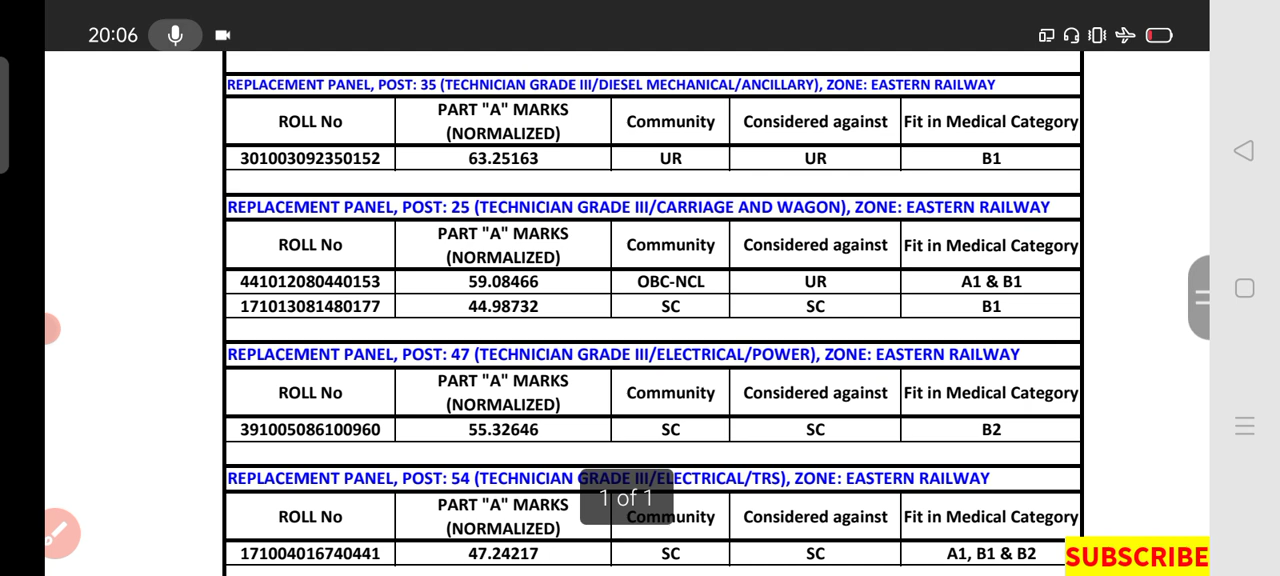 20:06
REPLACEMENT PANEL, POST: 35 (TECHNICIAN GRADE III/DIESEL MECHANICAL/ANCILLARY), ZONE: EASTERN RAILWAY
ROLL No PART "A" MARKS (NORMALIZED) Community Considered against Fit in Medical Category
301003092350152 63.25163 UR UR B1
REPLACEMENT PANEL, POST: 25 (TECHNICIAN GRADE III/CARRIAGE AND WAGON), ZONE: EASTERN RAILWAY
ROLL No PART "A" MARKS (NORMALIZED) Community Considered against Fit in Medical Category
441012080440153 59.08466 OBC-NCL UR A1 & B1
171013081480177 44.98732 SC SC B1
REPLACEMENT PANEL, POST: 47 (TECHNICIAN GRADE III/ELECTRICAL/POWER), ZONE: EASTERN RAILWAY
ROLL No PART "A" MARKS (NORMALIZED) Community Considered against Fit in Medical Category
391005086100960 55.32646 SC SC B2
REPLACEMENT PANEL, POST: 54 (TECHNICIAN GRADE III/ELECTRICAL/TRS), ZONE: EASTERN RAILWAY
1 of 1
ROLL No PART "A" MARKS (NORMALIZED) Community Considered against Fit in Medical Category
171004016740441 47.24217 SC SC A1, B1 & B2
SUBSCRIBE